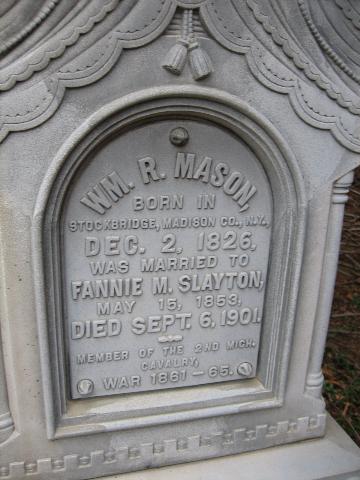 WM. R. MASON,
BORN IN
STOCKBRIDGE, MADISON CO., N.Y.,
DEC. 2, 1826,
WAS MARRIED TO
FANNIE M. SLAYTON,
MAY 15, 1853,
DIED SEPT. 6, 1901.
MEMBER OF THE 2ND MICH.
CAVALRY,
WAR 1861-65.